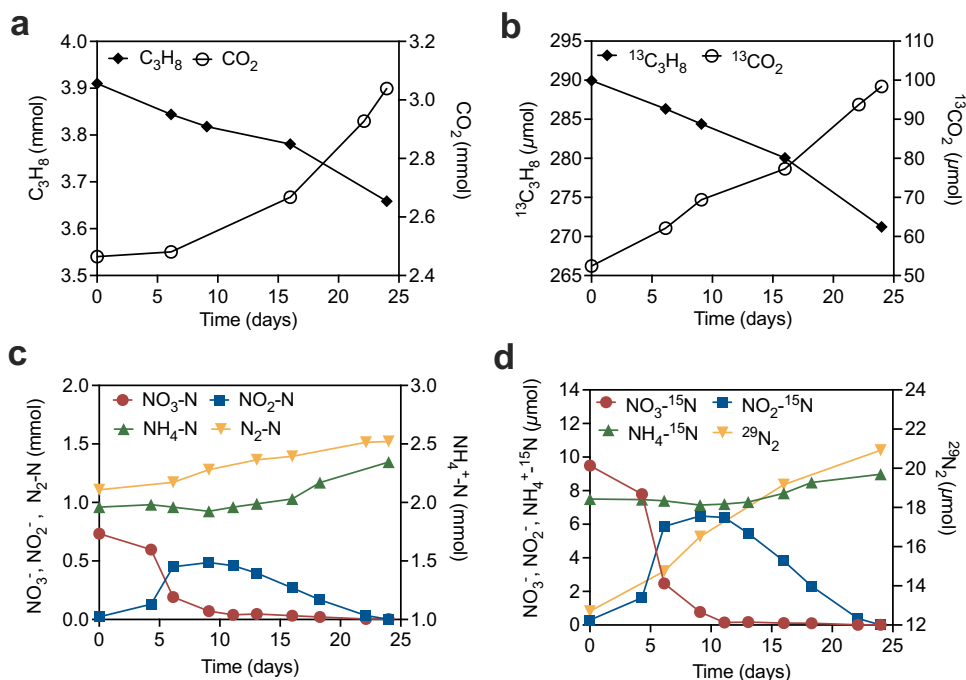 a
C₃H₈ CO₂
4.0
3.9
3.8
3.7
3.6
3.5
C₃H₈ (mmol)
3.2
3.0
2.8
2.6
2.4
CO₂ (mmol)
0 5 10 15 20 25
Time (days)
b
¹³C₃H₈ ¹³CO₂
295
290
285
280
275
270
265
¹³C₃H₈ (µmol)
110
100
90
80
70
60
50
¹³CO₂ (µmol)
0 5 10 15 20 25
Time (days)
c
NO₃-N NO₂-N
NH₄-N N₂-N
2.0
1.5
1.0
0.5
0.0
NO₃⁻, NO₂⁻, N₂-N (mmol)
3.0
2.5
2.0
1.5
1.0
NH₄⁺-N (mmol)
0 5 10 15 20 25
Time (days)
d
NO₃-¹⁵N NO₂-¹⁵N
NH₄-¹⁵N ²⁹N₂
14
12
10
8
6
4
2
0
NO₃⁻, NO₂⁻, NH₄⁺-¹⁵N (µmol)
24
22
20
18
16
14
12
²⁹N₂ (µmol)
0 5 10 15 20 25
Time (days)